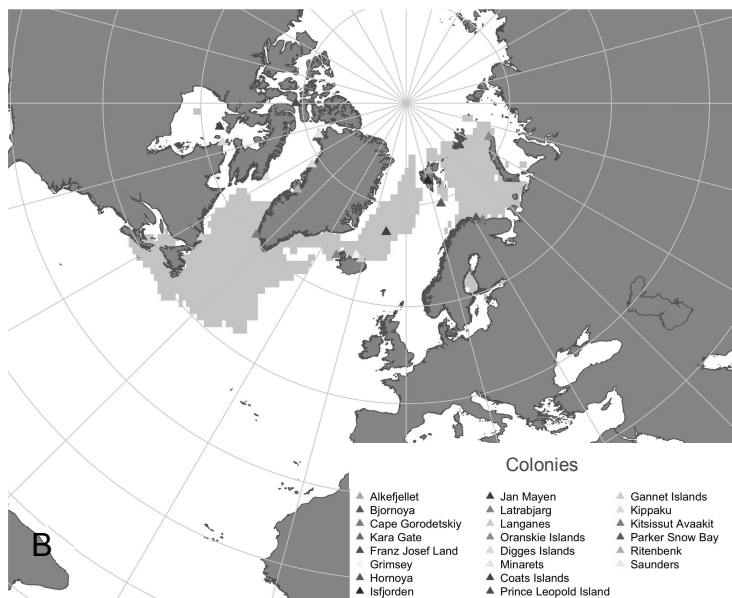 Colonies
Alkefjellet
Bjornoya
Cape Gorodetskiy
Kara Gate
Franz Josef Land
Grimsey
Hornoya
Isfjorden
Jan Mayen
Latrabjarg
Langanes
Oranskie Islands
Digges Islands
Minarets
Coats Islands
Prince Leopold Island
Gannet Islands
Kippaku
Kitsissut Avaakit
Parker Snow Bay
Ritenbenk
Saunders
B